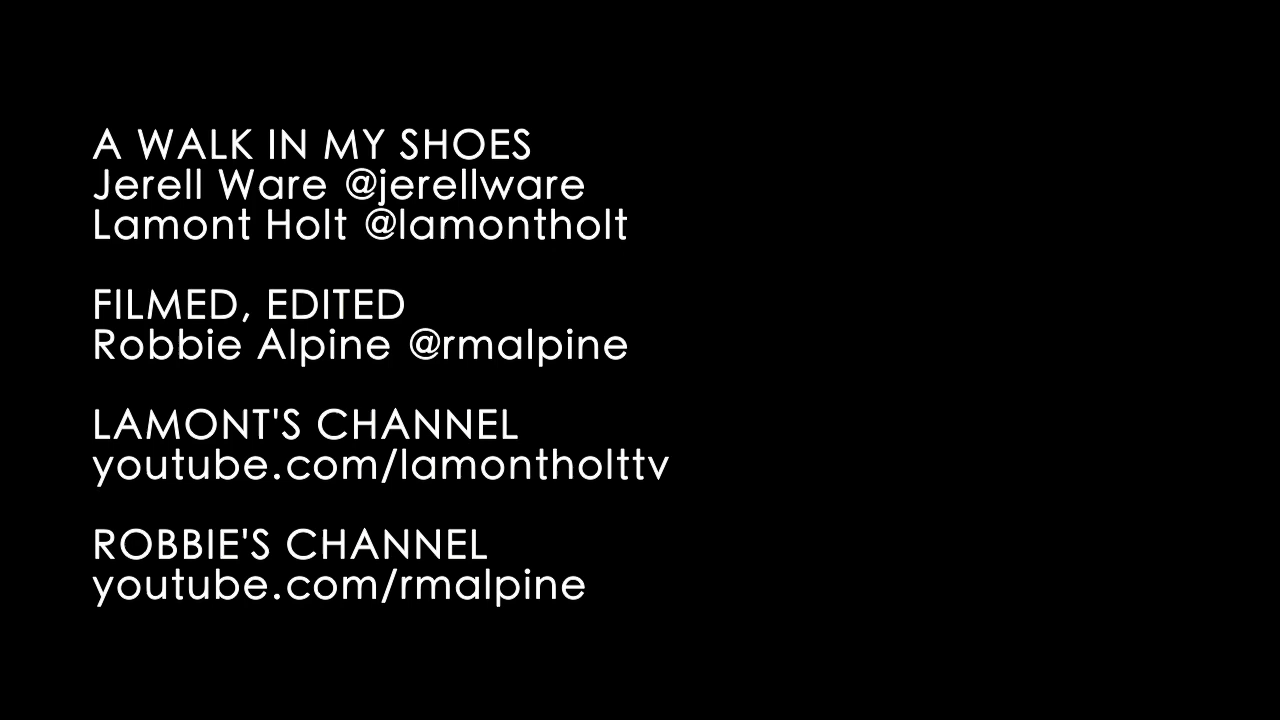 A WALK IN MY SHOES
Jerell Ware @jerellware
Lamont Holt @lamontholt
FILMED, EDITED
Robbie Alpine @rmalpine
LAMONT'S CHANNEL
youtube.com/lamontholttv
ROBBIE'S CHANNEL
youtube.com/rmalpine